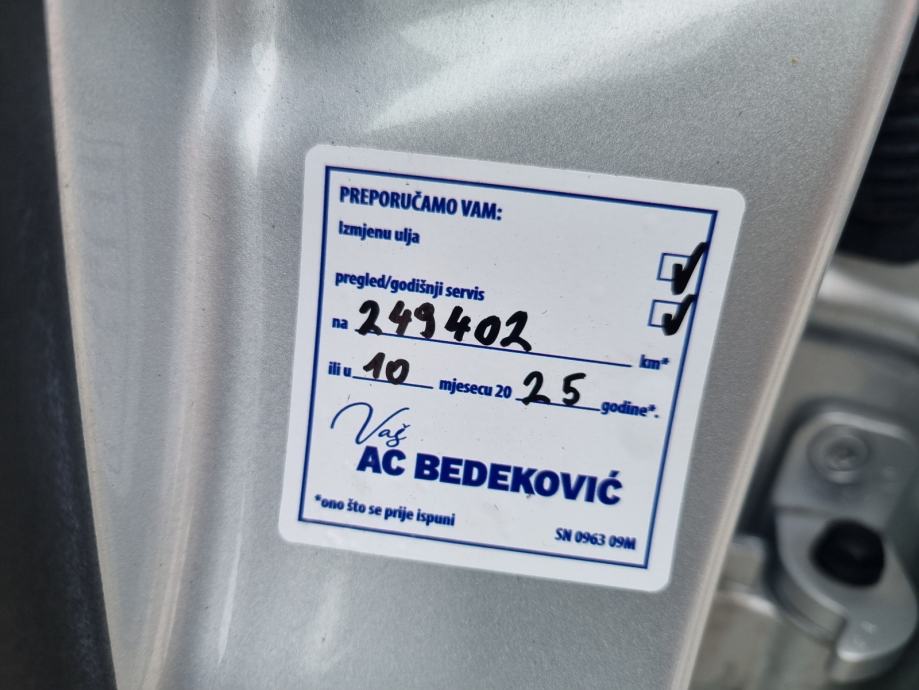 PREPORUČAMO VAM:
Izmjenu ulja ✓
pregled/godišnji servis ✓
na 249402 km*
ili u 10 mjesecu 20 25 godine*.
Vaš
AC BEDEKOVIĆ
*ono što se prije ispuni
SN 0963 09M